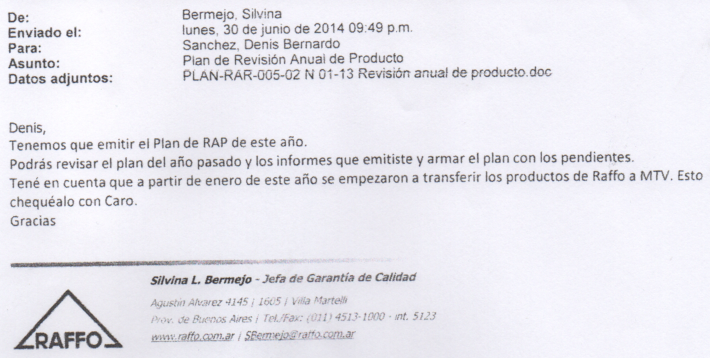 De: Bermejo, Silvina
Enviado el: lunes, 30 de junio de 2014 09:49 p.m.
Para: Sanchez, Denis Bernardo
Asunto: Plan de Revisión Anual de Producto
Datos adjuntos: PLAN-RAR-005-02 N 01-13 Revisión anual de producto.doc
Denis,
Tenemos que emitir el Plan de RAP de este año.
Podrás revisar el plan del año pasado y los informes que emitiste y armar el plan con los pendientes.
Tené en cuenta que a partir de enero de este año se empezaron a transferir los productos de Raffo a MTV. Esto
chequéalo con Caro.
Gracias
Silvina L. Bermejo - Jefa de Garantía de Calidad
Agustín Alvarez 4145 | 1605 | Villa Martelli
Prov. de Buenos Aires | Tel./Fax: (011) 4513-1000 - int. 5123
www.raffo.com.ar | SBermejo@raffo.com.ar
RAFFO